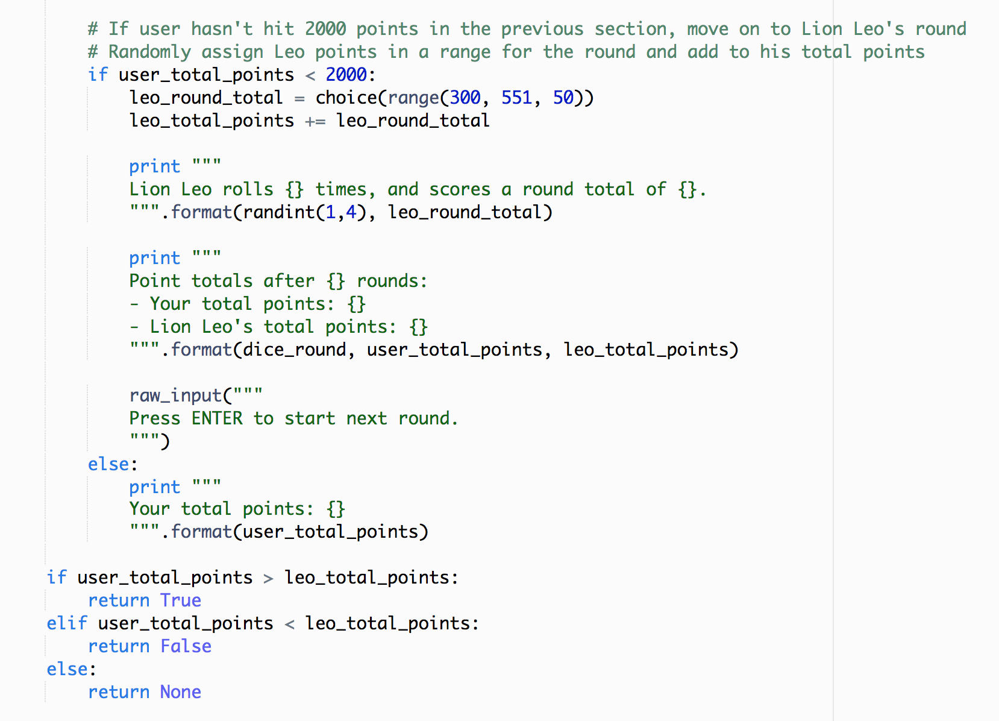 # If user hasn't hit 2000 points in the previous section, move on to Lion Leo's round
# Randomly assign Leo points in a range for the round and add to his total points
if user_total_points < 2000:
    leo_round_total = choice(range(300, 551, 50))
    leo_total_points += leo_round_total

    print """
    Lion Leo rolls {} times, and scores a round total of {}.
    """.format(randint(1,4), leo_round_total)

    print """
    Point totals after {} rounds:
    - Your total points: {}
    - Lion Leo's total points: {}
    """.format(dice_round, user_total_points, leo_total_points)

    raw_input("""
    Press ENTER to start next round.
    """)
else:
    print """
    Your total points: {}
    """.format(user_total_points)

if user_total_points > leo_total_points:
    return True
elif user_total_points < leo_total_points:
    return False
else:
    return None